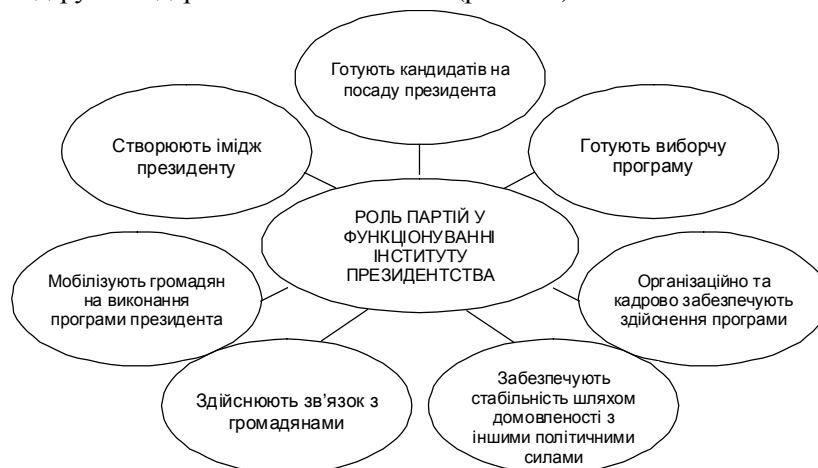 Готують кандидатів на
посаду президента
Створюють імідж
президенту
Готують виборчу
програму
РОЛЬ ПАРТІЙ У
ФУНКЦІОНУВАННІ
ІНСТИТУТУ
ПРЕЗИДЕНТСТВА
Мобілізують громадян
на виконання
програми президента
Організаційно та
кадрово забезпечують
здійснення програми
Здійснюють зв’язок з
громадянами
Забезпечують
стабільність шляхом
домовленості з
іншими політичними
силами